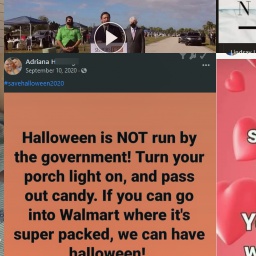 N
Lindsay
Adriana H
September 10, 2020
#savehalloween2020
Halloween is NOT run by
the government! Turn your
porch light on, and pass
out candy. If you can go
into Walmart where it's
super packed, we can have
halloween!
S
Y
W